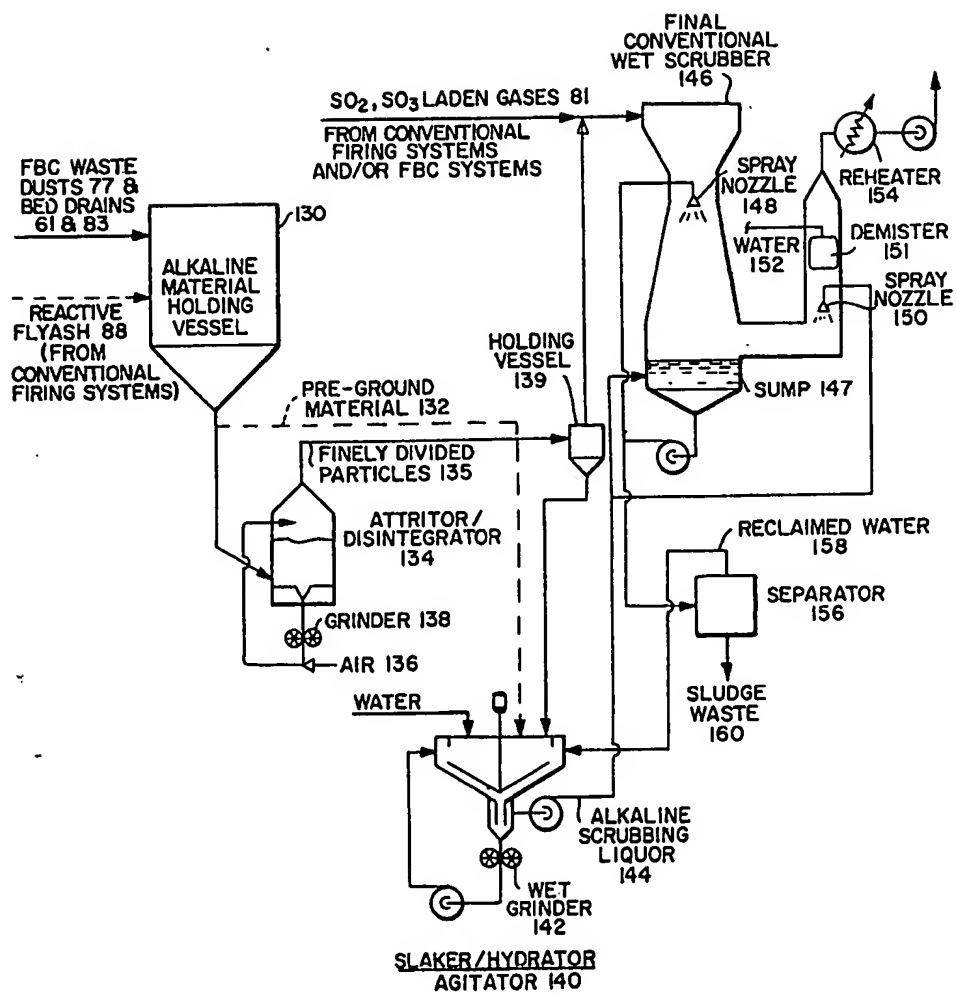 FINAL
CONVENTIONAL
WET SCRUBBER
146
SO2, SO3 LADEN GASES 81
FROM CONVENTIONAL
FIRING SYSTEMS
AND/OR FBC SYSTEMS
FBC WASTE
DUSTS 77 &
BED DRAINS
61 & 83
130
ALKALINE
MATERIAL
HOLDING
VESSEL
REACTIVE
FLYASH 88
(FROM
CONVENTIONAL
FIRING SYSTEMS)
SPRAY
NOZZLE
148
REHEATER
154
WATER
152
DEMISTER
151
SPRAY
NOZZLE
150
HOLDING
VESSEL
139
SUMP 147
PRE-GROUND
MATERIAL 132
FINELY DIVIDED
PARTICLES 135
ATTRITOR/
DISINTEGRATOR
134
GRINDER 138
AIR 136
RECLAIMED WATER
158
SEPARATOR
156
SLUDGE
WASTE
160
WATER
ALKALINE
SCRUBBING
LIQUOR
144
WET
GRINDER
142
SLAKER/HYDRATOR
AGITATOR 140